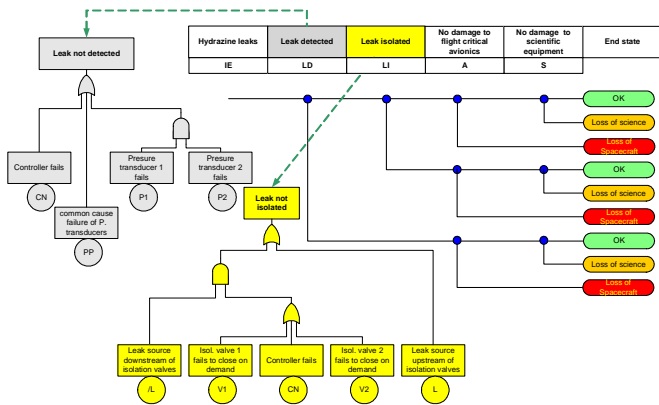 Hydrazine leaks
Leak detected
Leak isolated
No damage to
flight critical
avionics
No damage to
scientific
equipment
End state
IE
LD
LI
A
S
Leak not detected
OK
Loss of science
Loss of
Spacecraft
OK
Loss of science
Loss of
Spacecraft
OK
Loss of science
Loss of
Spacecraft
Controller fails
CN
common cause
failure of P.
transducers
PP
Presure
transducer 1
fails
P1
Presure
transducer 2
fails
P2
Leak not
isolated
Leak source
downstream of
isolation valves
/L
Isol. valve 1
fails to close on
demand
V1
Controller fails
CN
Isol. valve 2
fails to close on
demand
V2
Leak source
upstream of
isolation valves
L